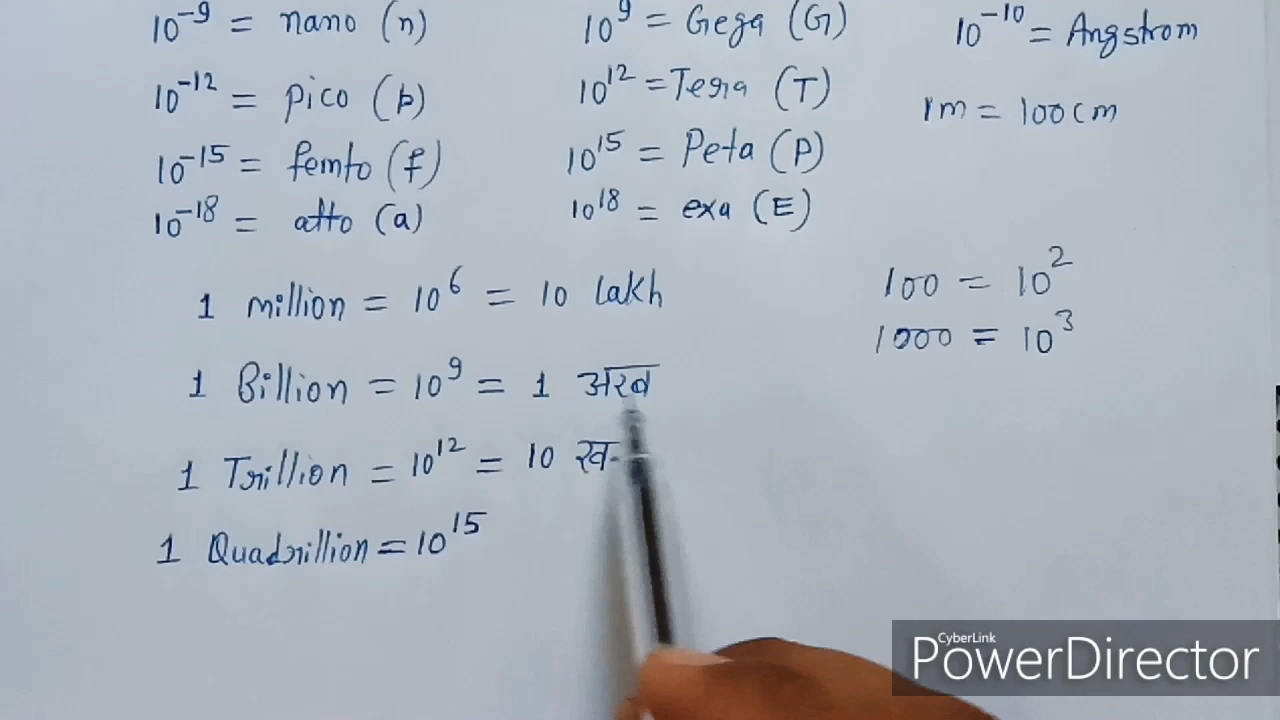 10⁻⁹ = nano (n)
10⁻¹² = pico (p)
10⁻¹⁵ = femto (f)
10⁻¹⁸ = atto (a)
10⁹ = Gega (G)
10¹² = Tera (T)
10¹⁵ = Peta (P)
10¹⁸ = exa (E)
10⁻¹⁰ = Angstrom
1m = 100cm
100 = 10²
1000 = 10³
1 million = 10⁶ = 10 lakh
1 Billion = 10⁹ = 1 अरब
1 Trillion = 10¹² = 10
1 Quadrillion = 10¹⁵
CyberLink
PowerDirector